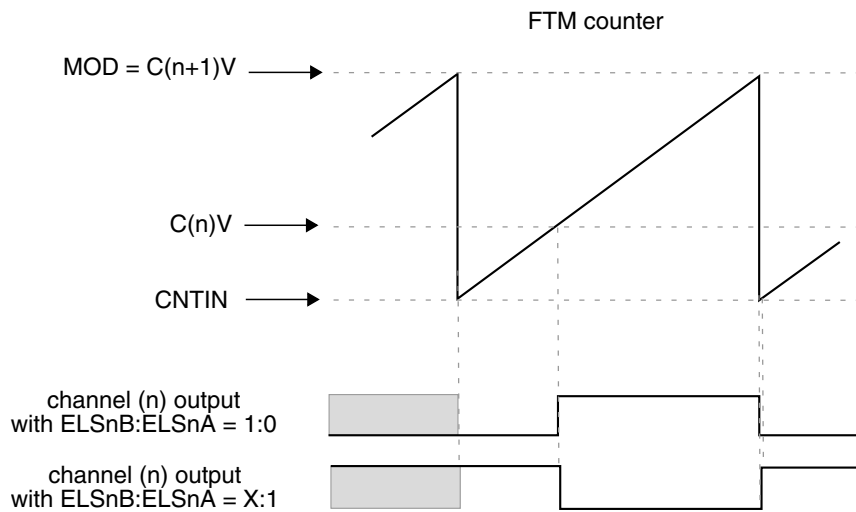 FTM counter
MOD = C(n+1)V
C(n)V
CNTIN
channel (n) output
with ELSnB:ELSnA = 1:0
channel (n) output
with ELSnB:ELSnA = X:1